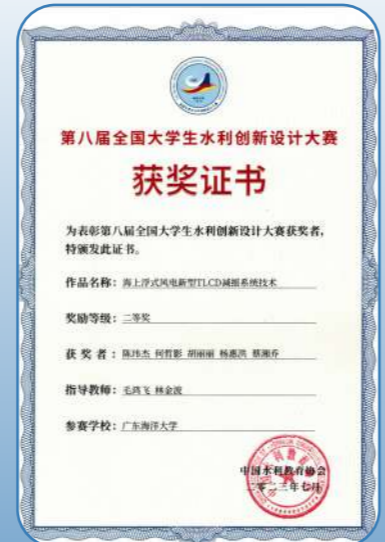 第八届全国大学生水利创新设计大赛
获奖证书
为表彰第八届全国大学生水利创新设计大赛获奖者,
特颁发此证书。
作品名称: 海上浮式风电新型TLCD减振系统技术
奖励等级: 二等奖
获 奖 者: 陈炜杰 何哲影 胡丽丽 杨惠洪 蔡湘乔
指导教师: 毛鸿飞 林金波
参赛学校: 广东海洋大学
中国水利教育协会
二〇二三年七月